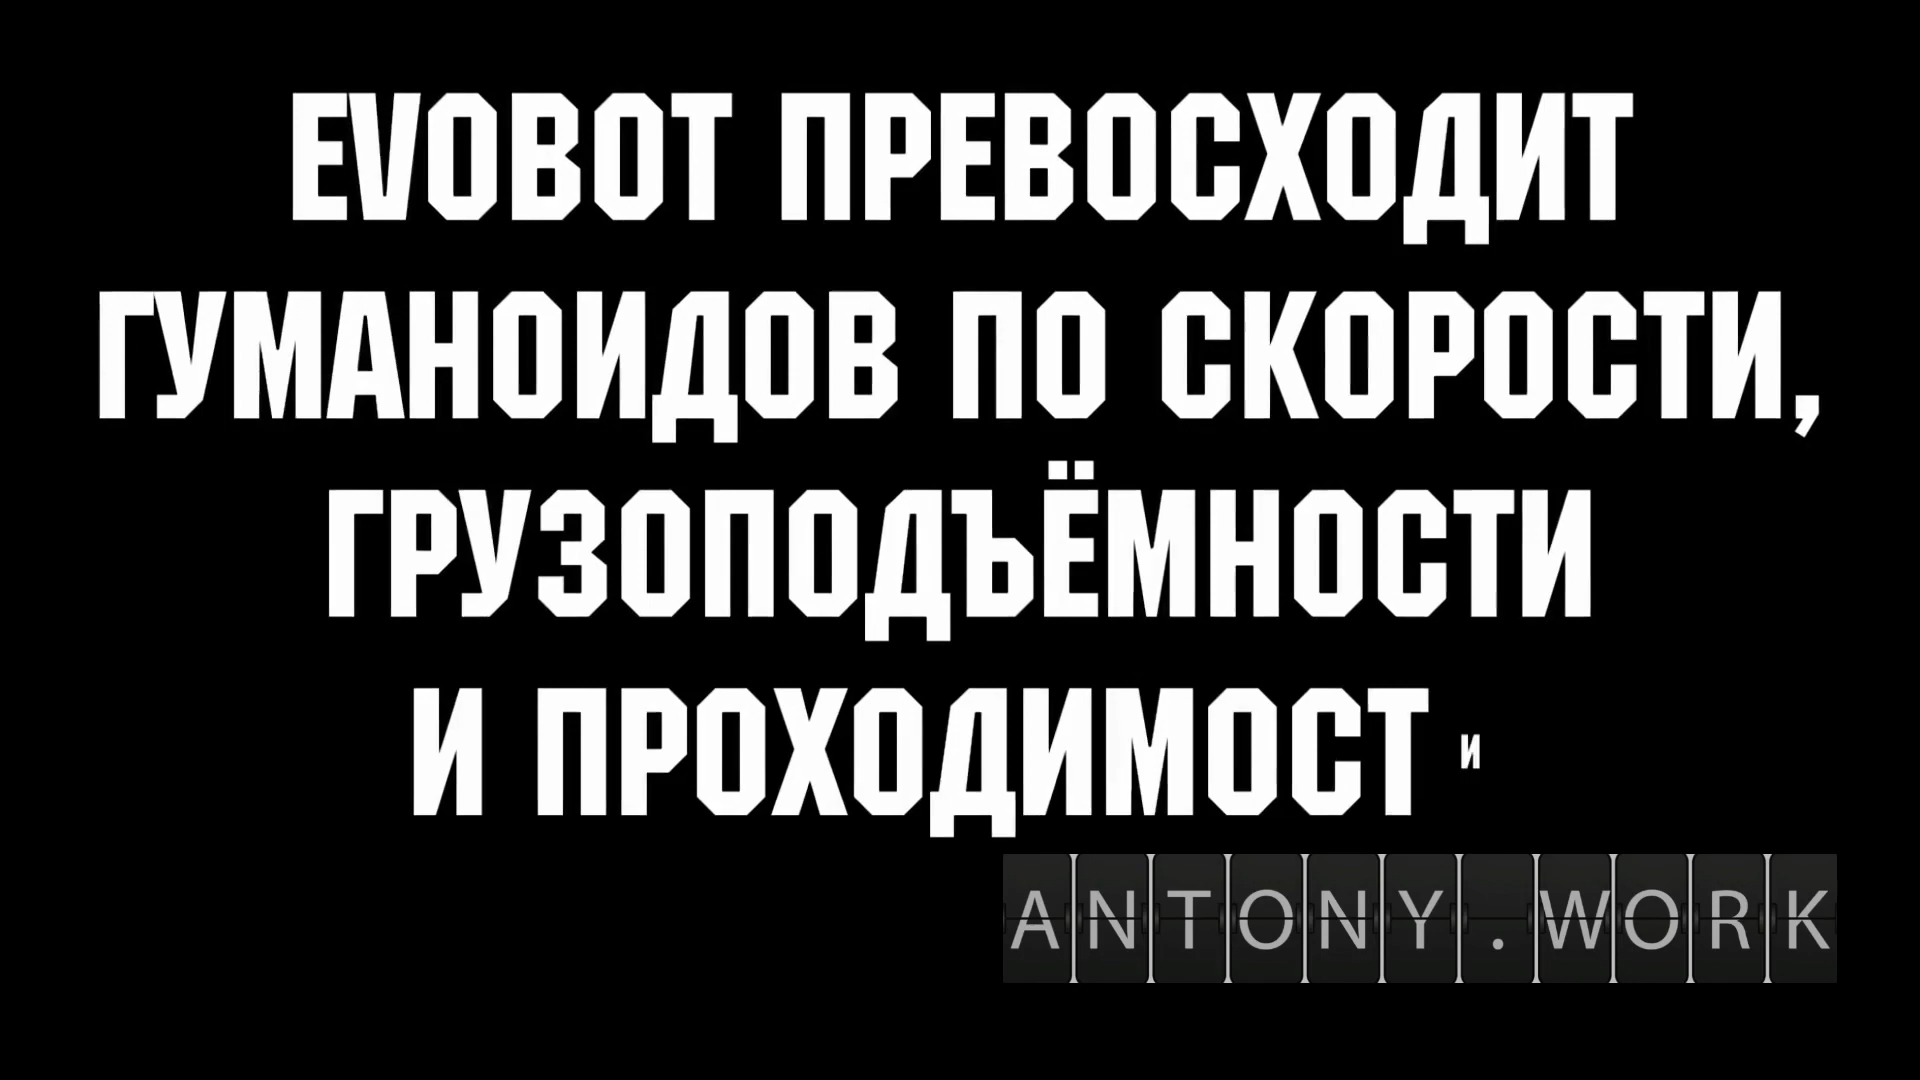 EVOBOT ПРЕВОСХОДИТ
ГУМАНОИДОВ ПО СКОРОСТИ,
ГРУЗОПОДЪЁМНОСТИ
И ПРОХОДИМОСТИ
ANTONY.WORK